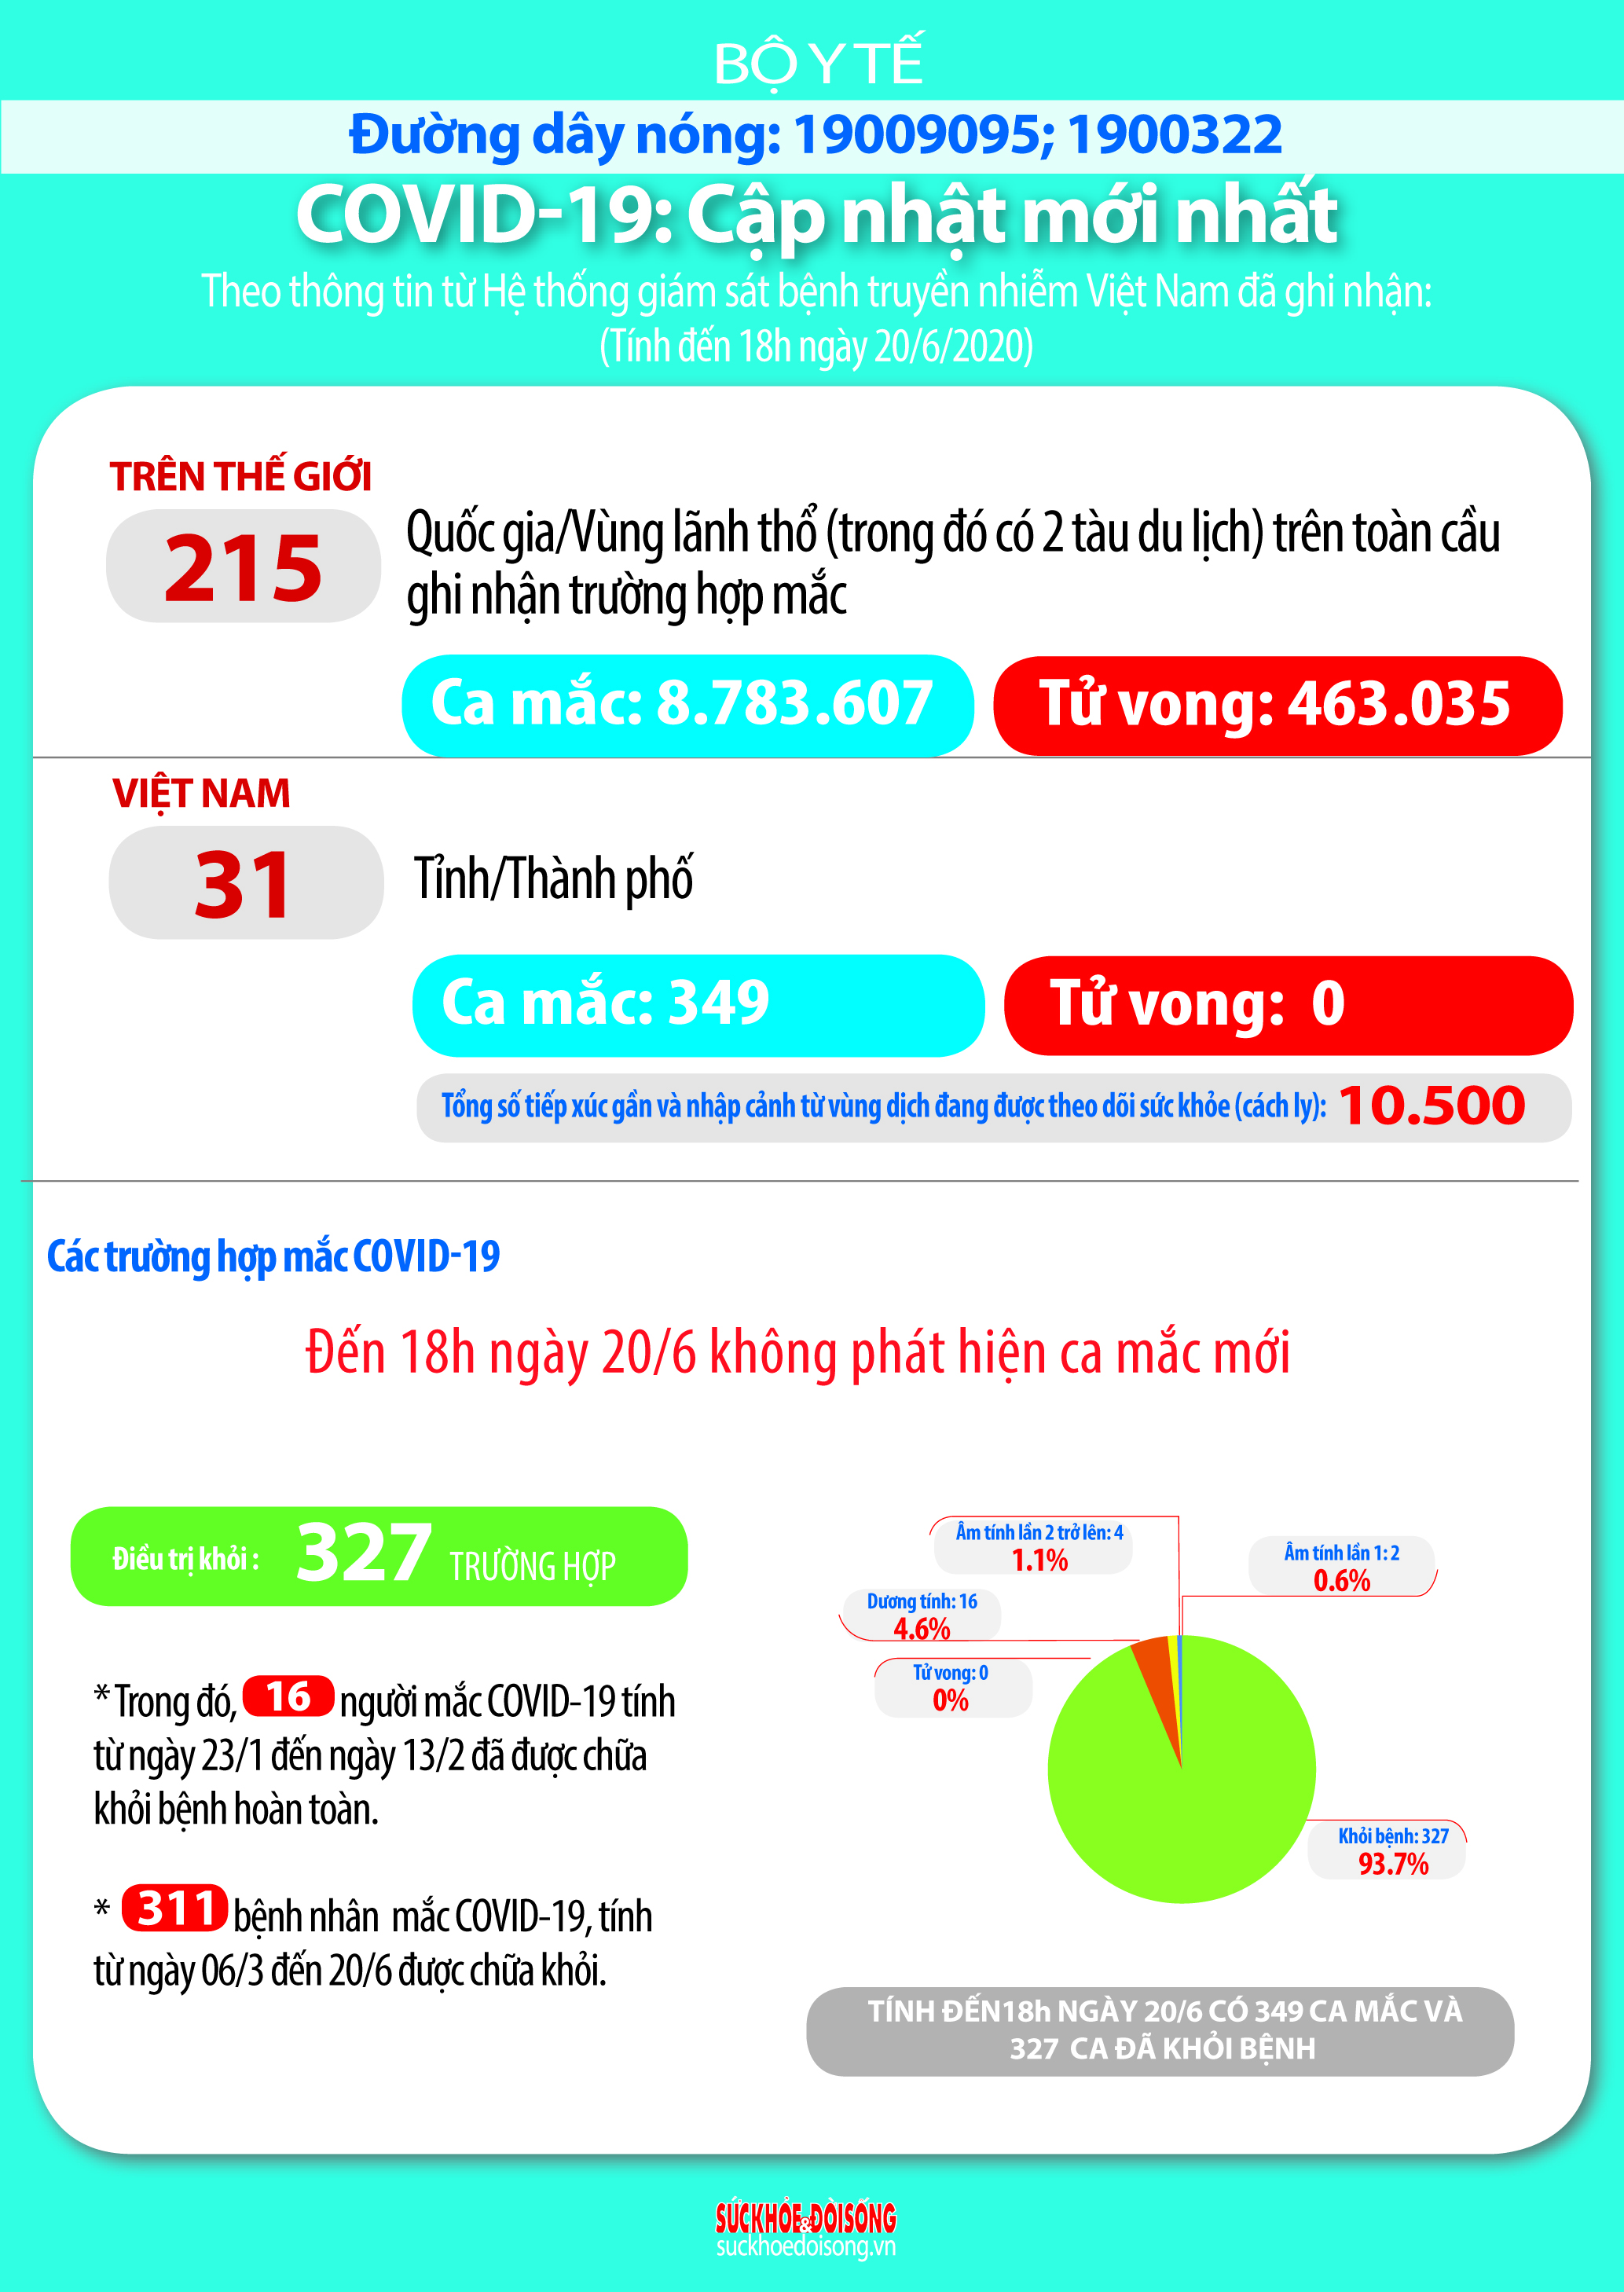 BỘ Y TẾ
Đường dây nóng: 19009095; 1900322
COVID-19: Cập nhật mới nhất
Theo thông tin từ Hệ thống giám sát bệnh truyền nhiễm Việt Nam đã ghi nhận:
(Tính đến 18h ngày 20/6/2020)
TRÊN THẾ GIỚI
215
Quốc gia/Vùng lãnh thổ (trong đó có 2 tàu du lịch) trên toàn cầu
ghi nhận trường hợp mắc
Ca mắc: 8.783.607
Tử vong: 463.035
VIỆT NAM
31
Tỉnh/Thành phố
Ca mắc: 349
Tử vong: 0
Tổng số tiếp xúc gần và nhập cảnh từ vùng dịch đang được theo dõi sức khỏe (cách ly): 10.500
Các trường hợp mắc COVID-19
Đến 18h ngày 20/6 không phát hiện ca mắc mới
Điều trị khỏi : 327 TRƯỜNG HỢP
* Trong đó, 16 người mắc COVID-19 tính
từ ngày 23/1 đến ngày 13/2 đã được chữa
khỏi bệnh hoàn toàn.
* 311 bệnh nhân mắc COVID-19, tính
từ ngày 06/3 đến 20/6 được chữa khỏi.
Âm tính lần 2 trở lên: 4
1.1%
Âm tính lần 1: 2
0.6%
Dương tính: 16
4.6%
Tử vong: 0
0%
Khỏi bệnh: 327
93.7%
TÍNH ĐẾN18h NGÀY 20/6 CÓ 349 CA MẮC VÀ
327 CA ĐÃ KHỎI BỆNH
SỨCKHỎE&ĐỜISỐNG
suckhoedoisong.vn